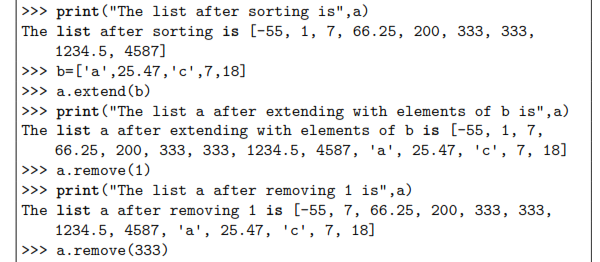 >>> print("The list after sorting is",a)
The list after sorting is [-55, 1, 7, 66.25, 200, 333, 333,
1234.5, 4587]
>>> b=['a',25.47,'c',7,18]
>>> a.extend(b)
>>> print("The list a after extending with elements of b is",a)
The list a after extending with elements of b is [-55, 1, 7,
66.25, 200, 333, 333, 1234.5, 4587, 'a', 25.47, 'c', 7, 18]
>>> a.remove(1)
>>> print("The list a after removing 1 is",a)
The list a after removing 1 is [-55, 7, 66.25, 200, 333, 333,
1234.5, 4587, 'a', 25.47, 'c', 7, 18]
>>> a.remove(333)